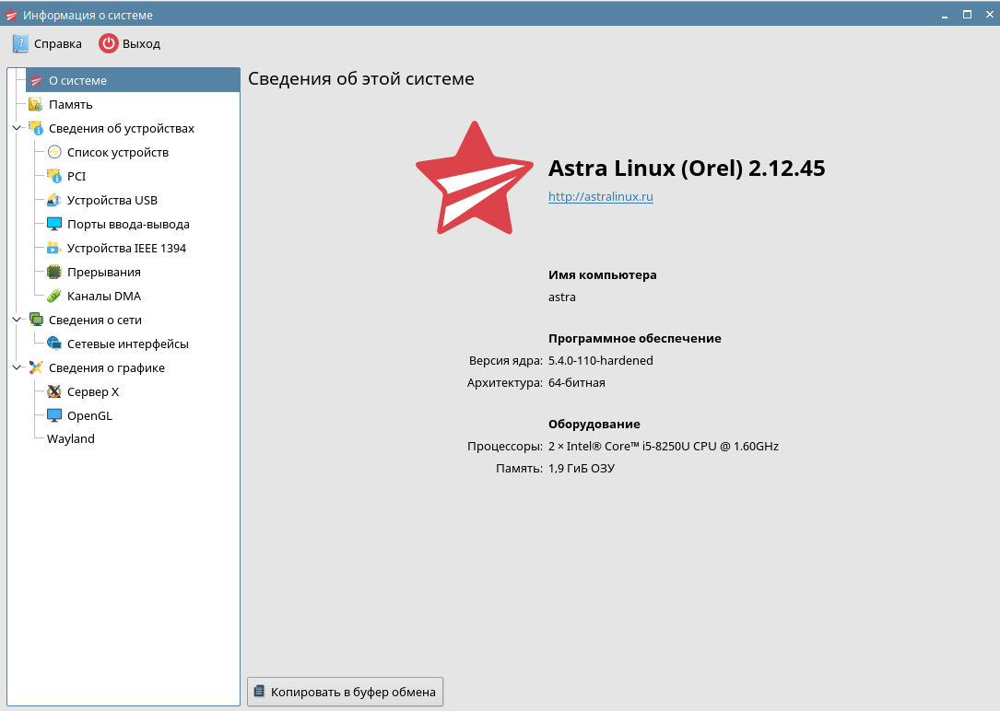 Информация о системе
Справка
Выход
О системе
Память
Сведения об устройствах
Список устройств
PCI
Устройства USB
Порты ввода-вывода
Устройства IEEE 1394
Прерывания
Каналы DMA
Сведения о сети
Сетевые интерфейсы
Сведения о графике
Сервер X
OpenGL
Wayland
Сведения об этой системе
Astra Linux (Orel) 2.12.45
http://astralinux.ru
Имя компьютера
astra
Программное обеспечение
Версия ядра: 5.4.0-110-hardened
Архитектура: 64-битная
Оборудование
Процессоры: 2 × Intel® Core™ i5-8250U CPU @ 1.60GHz
Память: 1,9 ГиБ ОЗУ
Копировать в буфер обмена